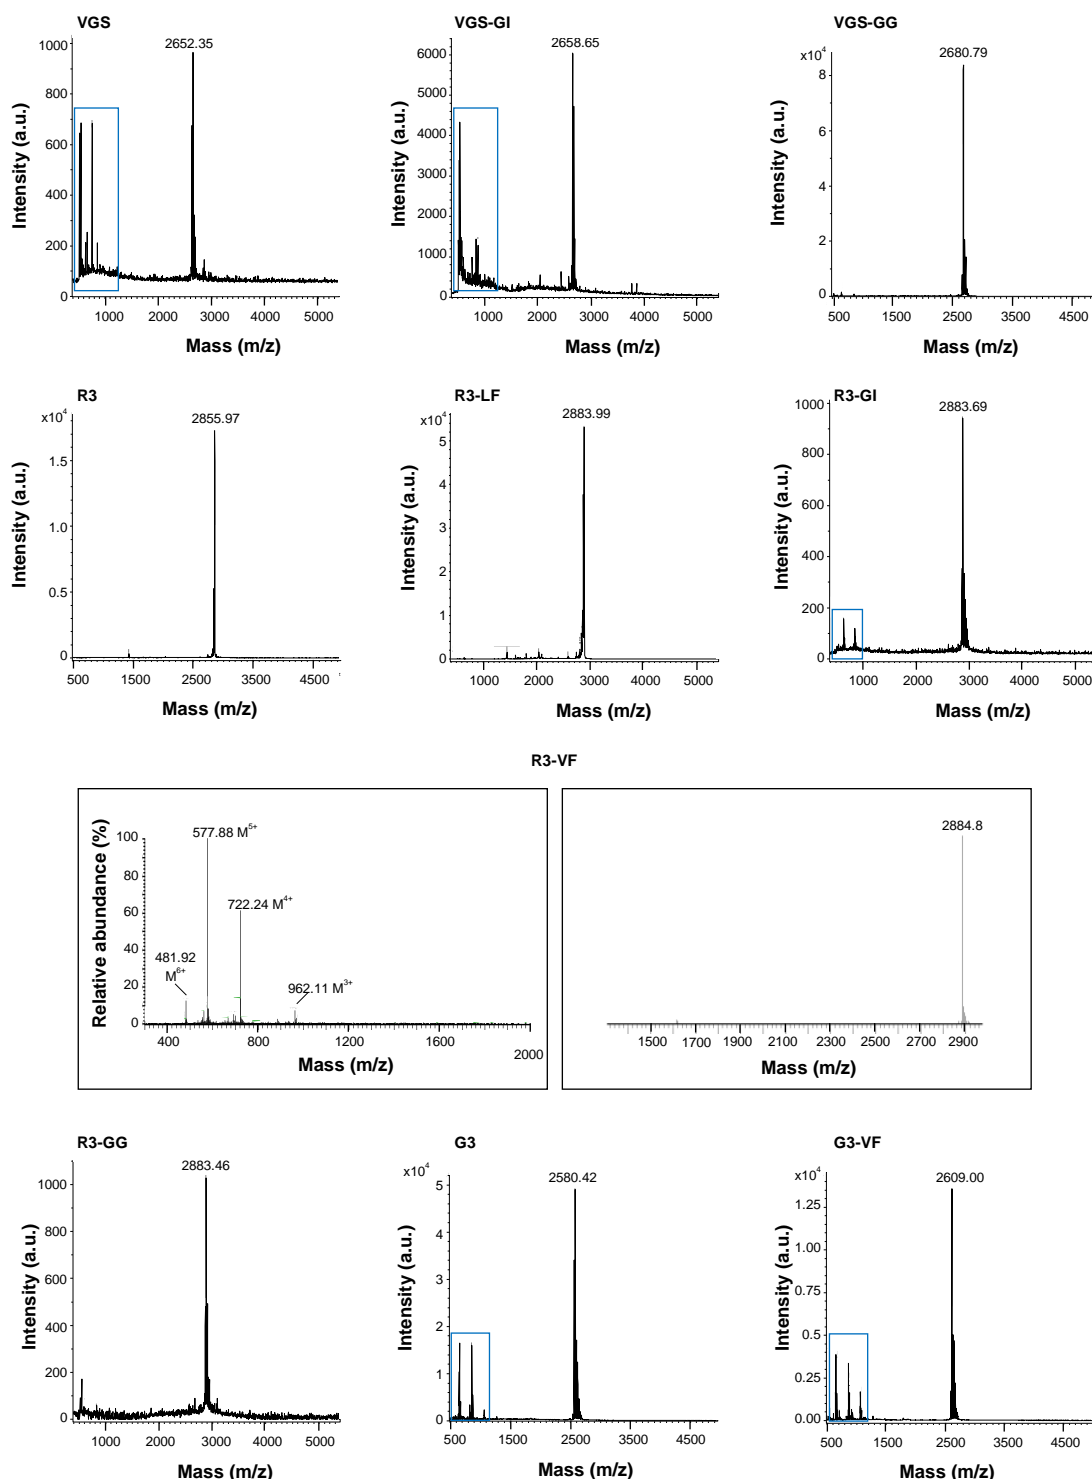 VGS
2652.35
1000
800
600
400
200
0
Intensity (a.u.)
1000 2000 3000 4000 5000
Mass (m/z)
VGS-GI
2658.65
6000
5000
4000
3000
2000
1000
0
Intensity (a.u.)
1000 2000 3000 4000 5000
Mass (m/z)
VGS-GG
x10⁴
2680.79
8
6
4
2
0
Intensity (a.u.)
500 1500 2500 3500 4500
Mass (m/z)
R3
x10⁴
2855.97
1.5
1.0
0.5
0
Intensity (a.u.)
500 1500 2500 3500 4500
Mass (m/z)
R3-LF
x10⁴
2883.99
5
4
3
2
1
0
Intensity (a.u.)
1000 2000 3000 4000 5000
Mass (m/z)
R3-GI
2883.69
1000
800
600
400
200
0
Intensity (a.u.)
1000 2000 3000 4000 5000
Mass (m/z)
R3-VF
577.88 M⁵⁺
722.24 M⁴⁺
481.92
M⁶⁺
962.11 M³⁺
100
80
60
40
20
0
Relative abundance (%)
400 800 1200 1600 2000
Mass (m/z)
2884.8
1500 1700 1900 2100 2300 2500 2700 2900
Mass (m/z)
R3-GG
2883.46
1000
800
600
400
200
0
Intensity (a.u.)
1000 2000 3000 4000 5000
Mass (m/z)
G3
x10⁴
2580.42
5
4
3
2
1
0
Intensity (a.u.)
500 1500 2500 3500 4500
Mass (m/z)
G3-VF
x10⁴
2609.00
1.25
1.0
0.75
0.5
0.25
0.00
Intensity (a.u.)
500 1500 2500 3500 4500
Mass (m/z)